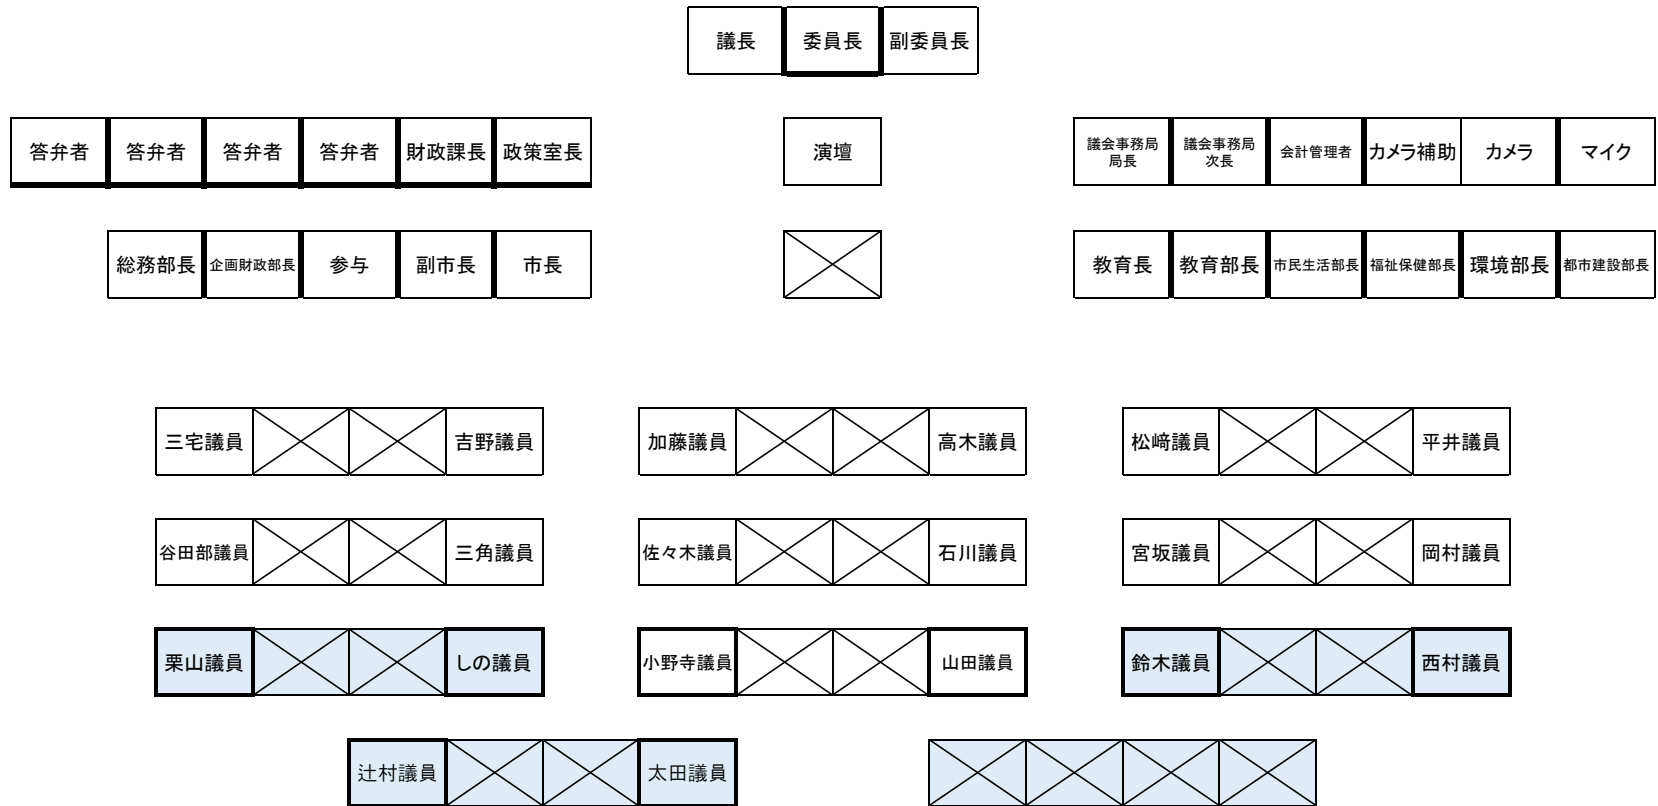 議長 委員長 副委員長
答弁者 答弁者 答弁者 答弁者 財政課長 政策室長 演壇 議会事務局局長 議会事務局次長 会計管理者 カメラ補助 カメラ マイク
総務部長 企画財政部長 参与 副市長 市長 教育長 教育部長 市民生活部長 福祉保健部長 環境部長 都市建設部長
三宅議員 吉野議員 加藤議員 高木議員 松﨑議員 平井議員
谷田部議員 三角議員 佐々木議員 石川議員 宮坂議員 岡村議員
栗山議員 しの議員 小野寺議員 山田議員 鈴木議員 西村議員
辻村議員 太田議員